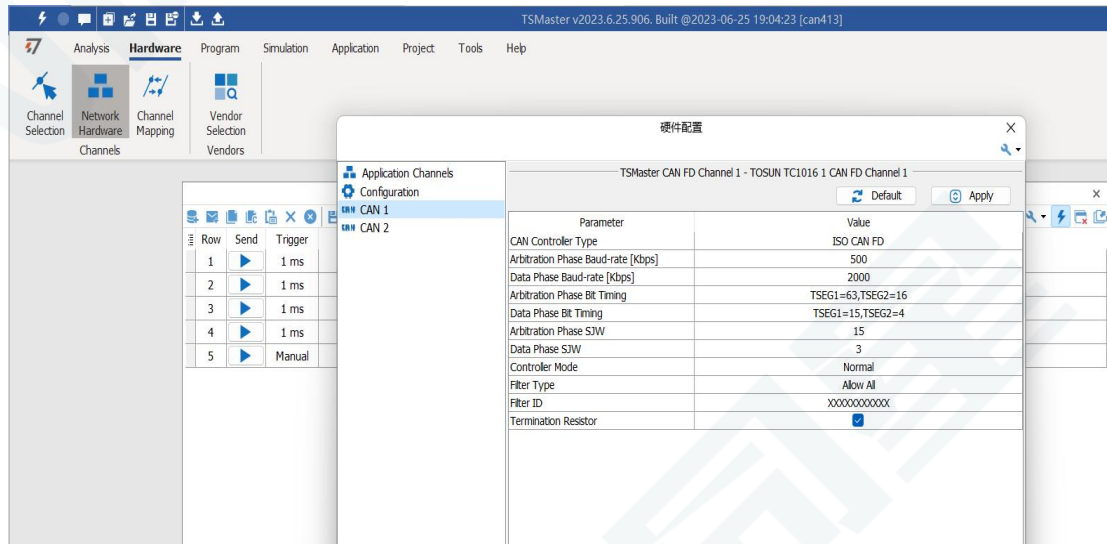 TSMaster v2023.6.25.906. Built @2023-06-25 19:04:23 [can413]
Analysis Hardware Program Simulation Application Project Tools Help
Channel Selection
Network Hardware
Channel Mapping
Vendor Selection
Channels
Vendors
硬件配置
Application Channels
Configuration
CAN CAN 1
CAN CAN 2
TSMaster CAN FD Channel 1 - TOSUN TC1016 1 CAN FD Channel 1
Default Apply
Parameter Value
CAN Controller Type ISO CAN FD
Arbitration Phase Baud-rate [Kbps] 500
Data Phase Baud-rate [Kbps] 2000
Arbitration Phase Bit Timing TSEG1=63,TSEG2=16
Data Phase Bit Timing TSEG1=15,TSEG2=4
Arbitration Phase SJW 15
Data Phase SJW 3
Controller Mode Normal
Filter Type Allow All
Filter ID XXXXXXXXXXX
Termination Resistor
Row Send Trigger
1 1 ms
2 1 ms
3 1 ms
4 1 ms
5 Manual